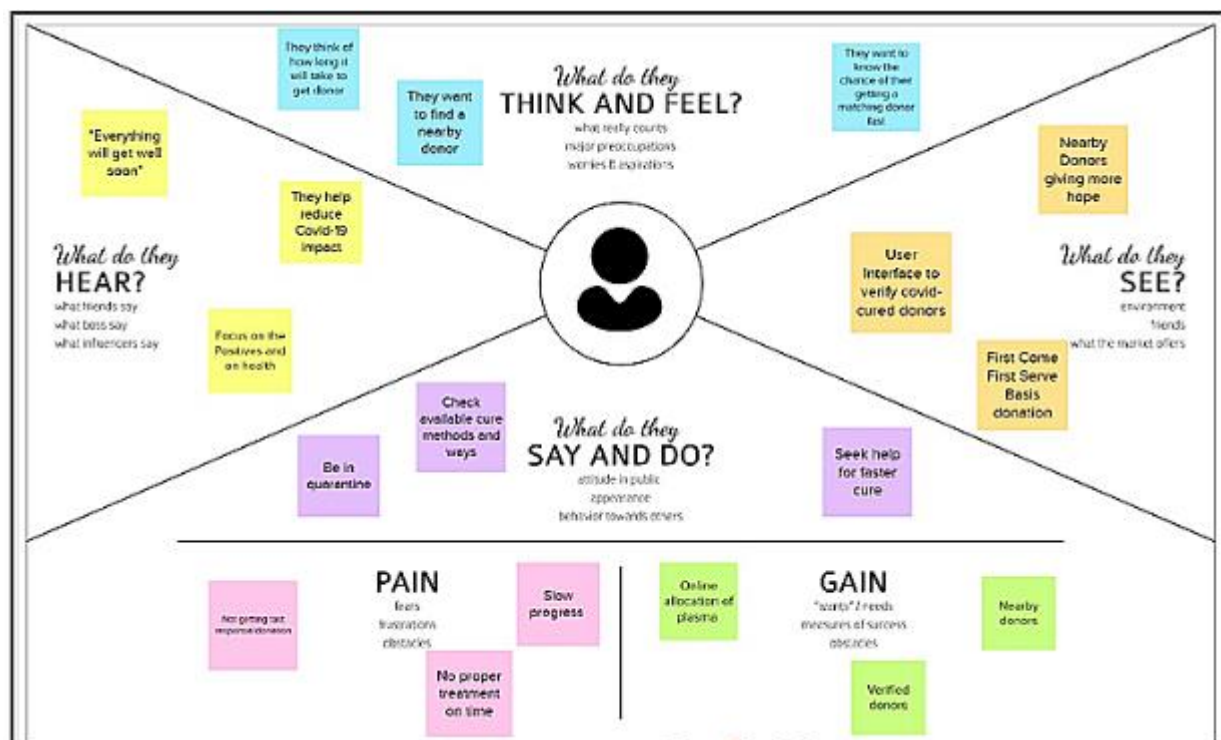 They think of
how long it
will take to
get donor
They want
to find a
nearby
donor
What do they
THINK AND FEEL?
what really counts
major preoccupations
worries & aspirations
They want to
know the
chance of their
getting a
matching donor
fast
"Everything
will get well
soon"
They help
reduce
Covid-19
impact
What do they
HEAR?
what friends say
what boss say
what influencers say
Focus on the
Positives and
on health
Nearby
Donors
giving more
hope
User
Interface to
verify covid-
cured donors
What do they
SEE?
environment
friends
what the market offers
First Come
First Serve
Basis
donation
Check
available cure
methods and
ways
Be in
quarantine
What do they
SAY AND DO?
attitude in public
appearance
behavior towards others
Seek help
for faster
cure
PAIN
fears
frustrations
obstacles
Not getting fast
response/donation
Slow
progress
No proper
treatment
on time
GAIN
"wants" / needs
measures of success
obstacles
Online
allocation of
plasma
Nearby
donors
Verified
donors